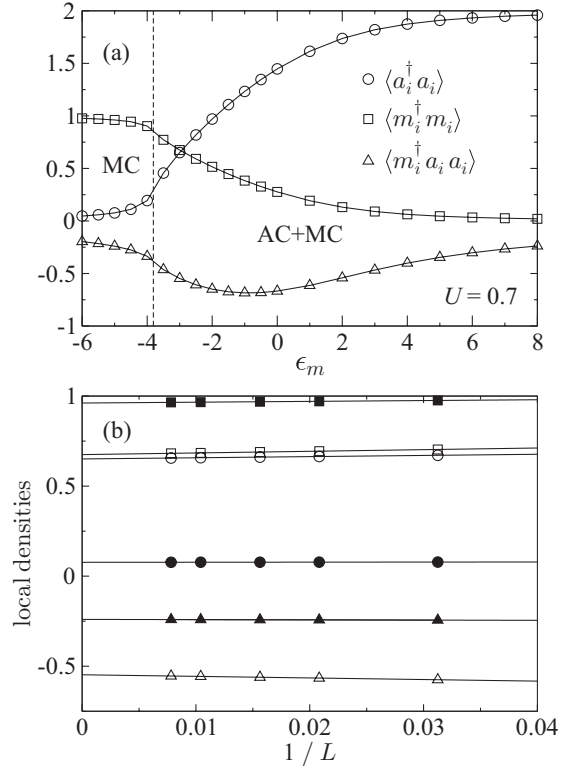 2
1.5
1
0.5
0
-0.5
-1
(a)
⟨a_i^† a_i⟩
⟨m_i^† m_i⟩
⟨m_i^† a_i a_i⟩
MC
AC+MC
U = 0.7
-6 -4 -2 0 2 4 6 8
ϵ_m
1
0.5
0
-0.5
(b)
local densities
0 0.01 0.02 0.03 0.04
1 / L